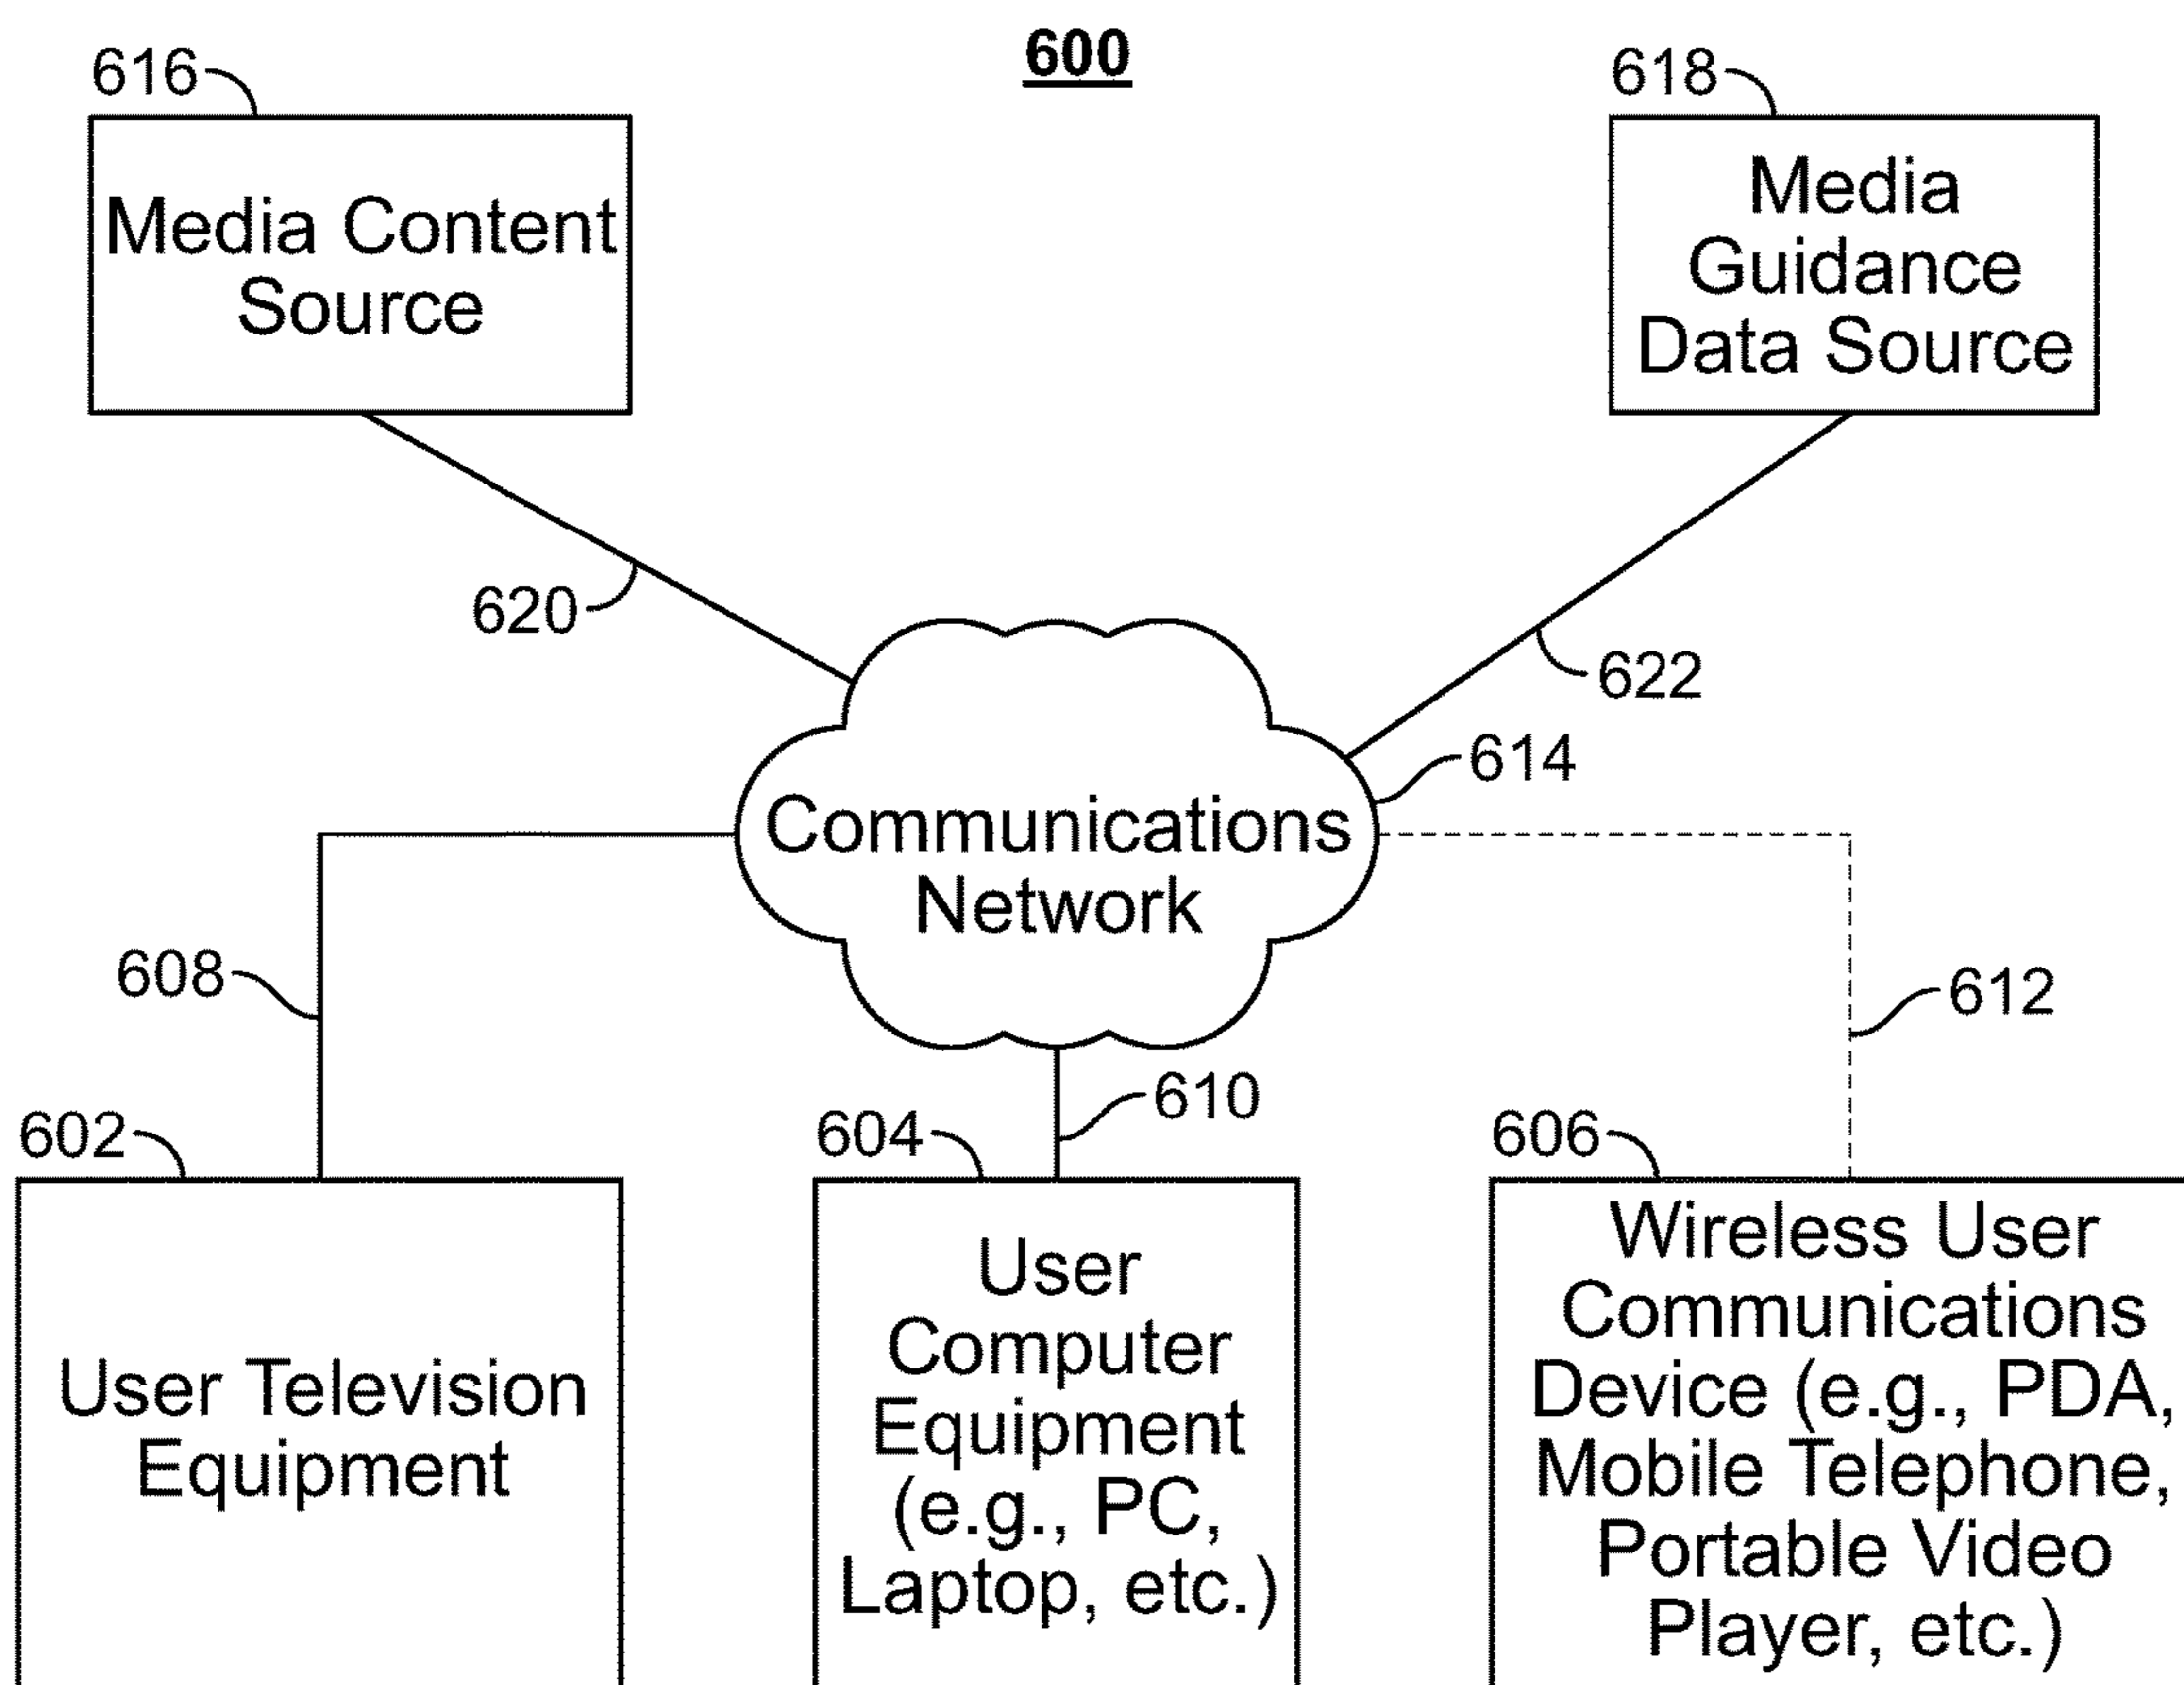 600
616
618
Media Content
Source
Media
Guidance
Data Source
620
622
614
Communications
Network
608
612
610
602
604
606
User Television
Equipment
User
Computer
Equipment
(e.g., PC,
Laptop, etc.)
Wireless User
Communications
Device (e.g., PDA,
Mobile Telephone,
Portable Video
Player, etc.)